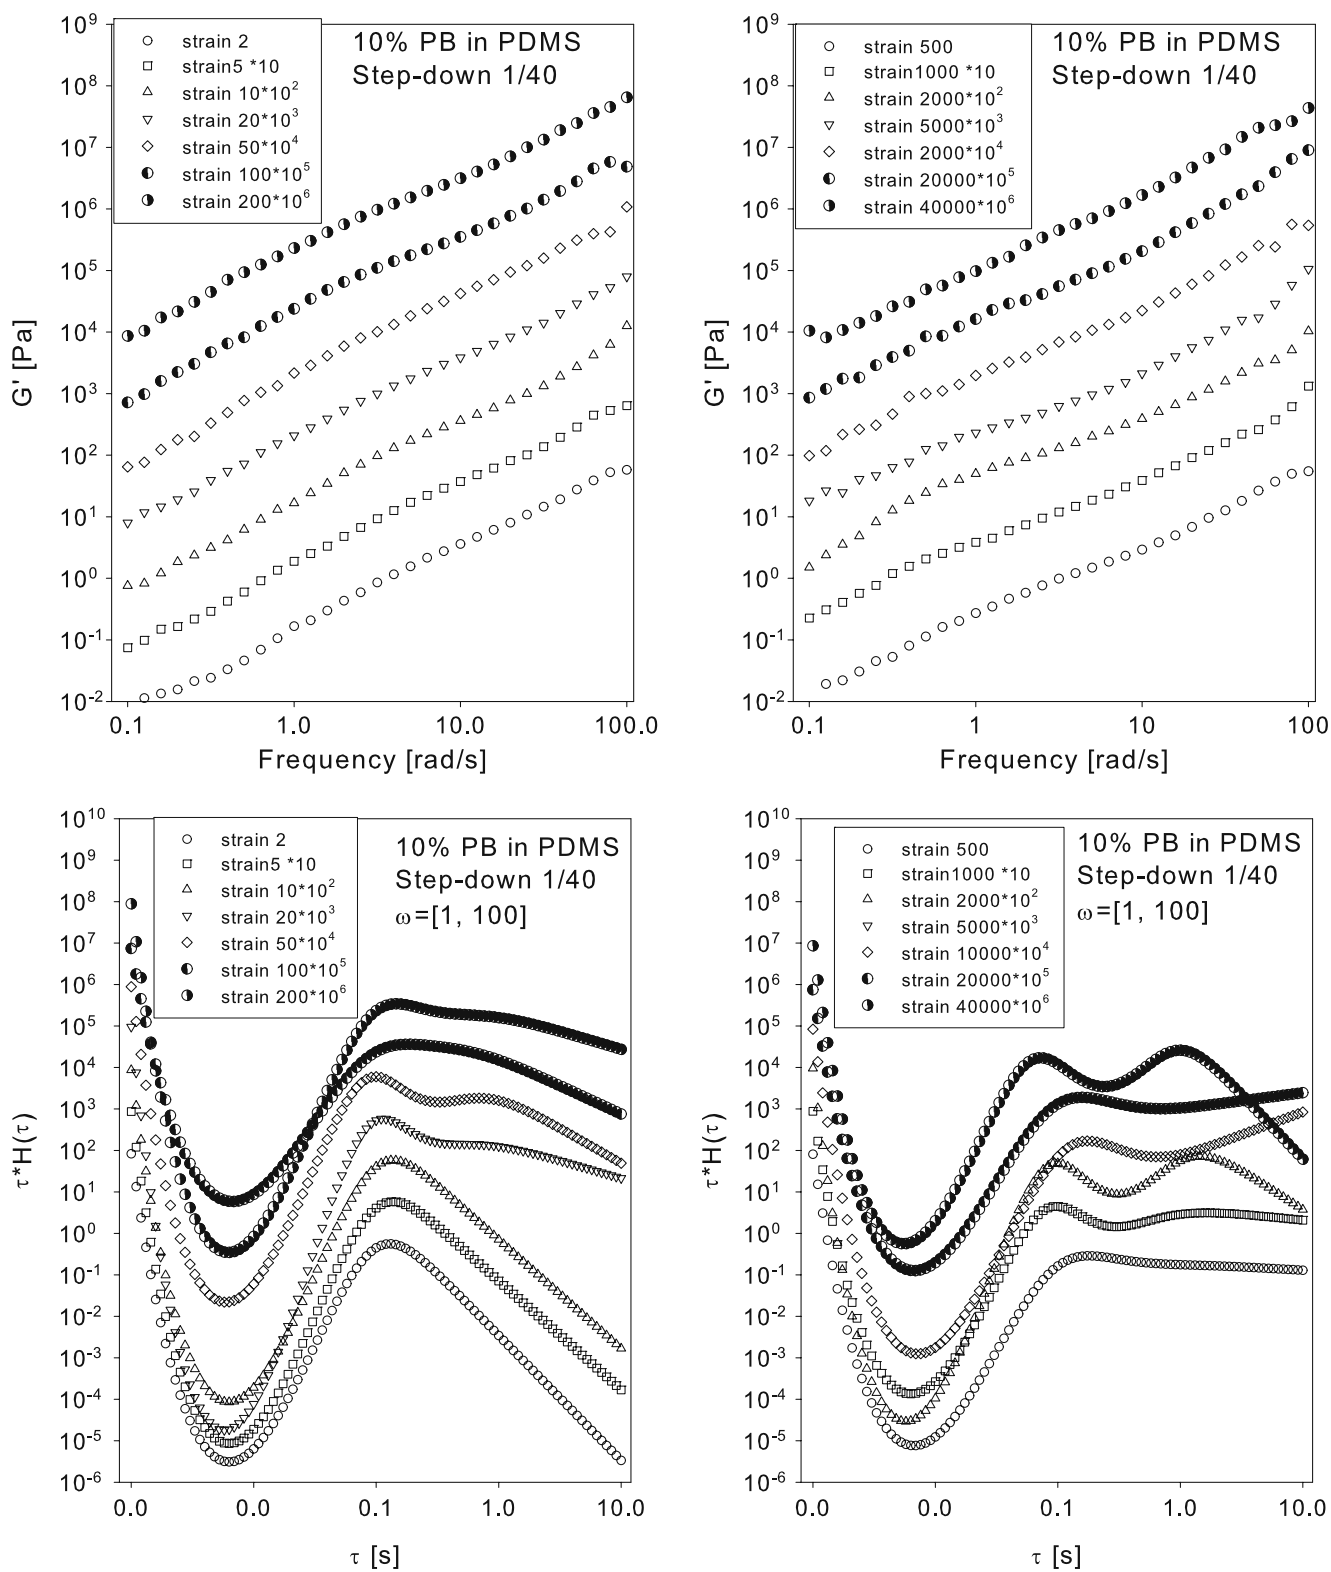 10% PB in PDMS
Step-down 1/40
strain 2
strain5 *10
strain 10*10²
strain 20*10³
strain 50*10⁴
strain 100*10⁵
strain 200*10⁶
10⁹
10⁸
10⁷
10⁶
10⁵
10⁴
10³
10²
10¹
10⁰
10⁻¹
10⁻²
G' [Pa]
0.1 1.0 10.0 100.0
Frequency [rad/s]
10% PB in PDMS
Step-down 1/40
strain 500
strain1000 *10
strain 2000*10²
strain 5000*10³
strain 2000*10⁴
strain 20000*10⁵
strain 40000*10⁶
10⁹
10⁸
10⁷
10⁶
10⁵
10⁴
10³
10²
10¹
10⁰
10⁻¹
10⁻²
G' [Pa]
0.1 1 10 100
Frequency [rad/s]
10% PB in PDMS
Step-down 1/40
ω=[1, 100]
strain 2
strain5 *10
strain 10*10²
strain 20*10³
strain 50*10⁴
strain 100*10⁵
strain 200*10⁶
10¹⁰
10⁹
10⁸
10⁷
10⁶
10⁵
10⁴
10³
10²
10¹
10⁰
10⁻¹
10⁻²
10⁻³
10⁻⁴
10⁻⁵
10⁻⁶
τ*H(τ)
0.0 0.0 0.1 1.0 10.0
τ [s]
10% PB in PDMS
Step-down 1/40
ω=[1, 100]
strain 500
strain1000 *10
strain 2000*10²
strain 5000*10³
strain 10000*10⁴
strain 20000*10⁵
strain 40000*10⁶
10¹⁰
10⁹
10⁸
10⁷
10⁶
10⁵
10⁴
10³
10²
10¹
10⁰
10⁻¹
10⁻²
10⁻³
10⁻⁴
10⁻⁵
10⁻⁶
τ*H(τ)
0.0 0.0 0.1 1.0 10.0
τ [s]